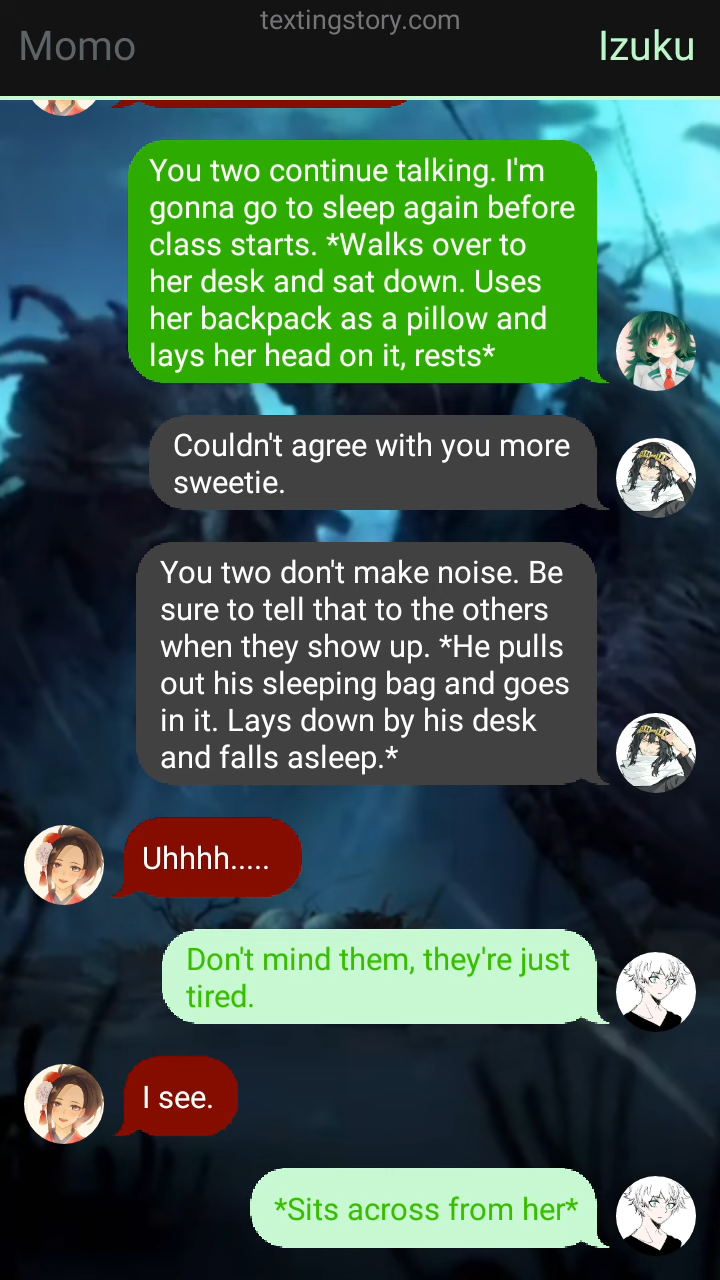 textingstory.com
Momo
Izuku
You two continue talking. I'm
gonna go to sleep again before
class starts. *Walks over to
her desk and sat down. Uses
her backpack as a pillow and
lays her head on it, rests*
Couldn't agree with you more
sweetie.
You two don't make noise. Be
sure to tell that to the others
when they show up. *He pulls
out his sleeping bag and goes
in it. Lays down by his desk
and falls asleep.*
Uhhhh.....
Don't mind them, they're just
tired.
I see.
*Sits across from her*